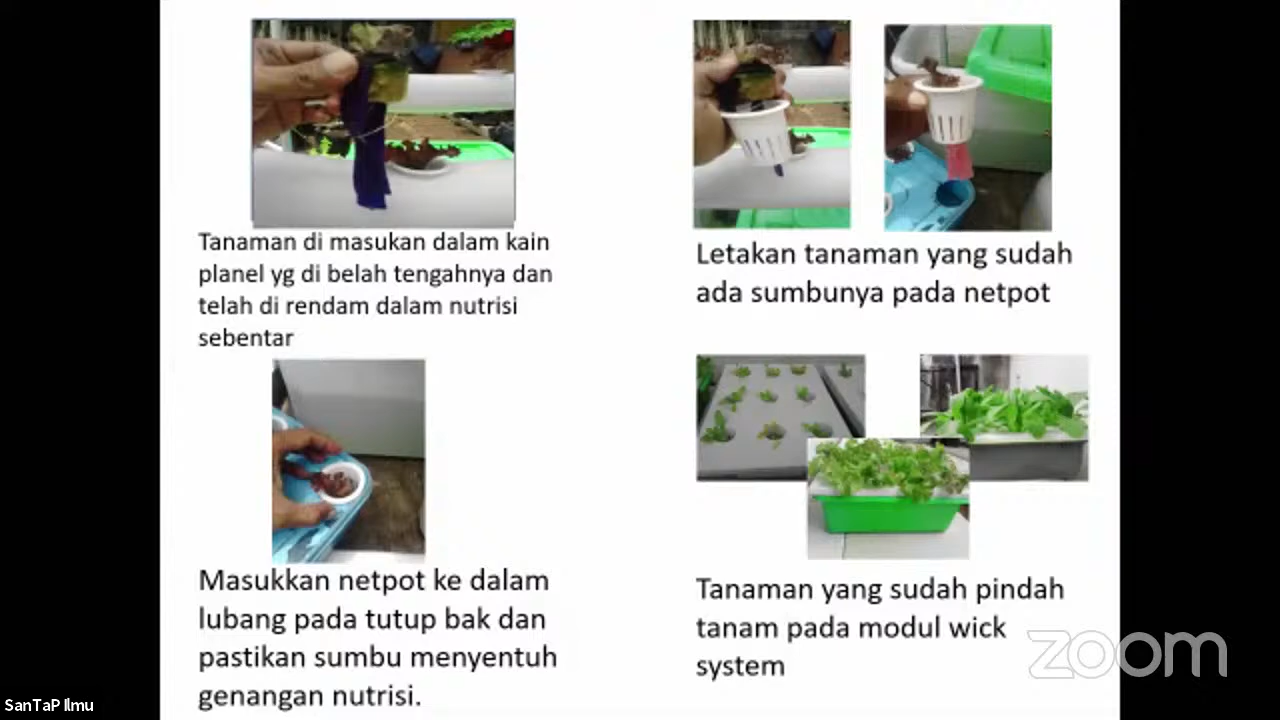 Tanaman di masukan dalam kain
planel yg di belah tengahnya dan
telah di rendam dalam nutrisi
sebentar
Letakan tanaman yang sudah
ada sumbunya pada netpot
Masukkan netpot ke dalam
lubang pada tutup bak dan
pastikan sumbu menyentuh
genangan nutrisi.
Tanaman yang sudah pindah
tanam pada modul wick
system
zoom
SanTaP Ilmu